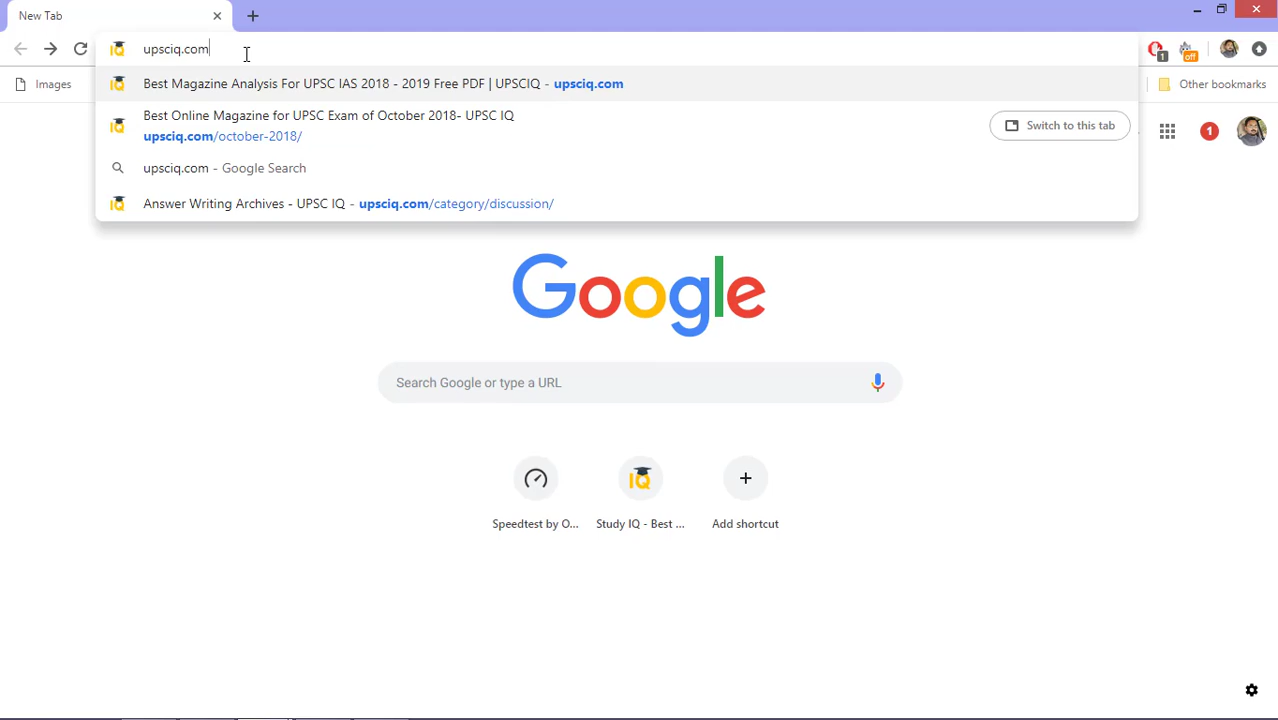 New Tab
upsciq.com
Best Magazine Analysis For UPSC IAS 2018 - 2019 Free PDF | UPSCIQ - upsciq.com
Best Online Magazine for UPSC Exam of October 2018- UPSC IQ
upsciq.com/october-2018/
Switch to this tab
upsciq.com - Google Search
Answer Writing Archives - UPSC IQ - upsciq.com/category/discussion/
1
off
Images
Other bookmarks
1
Google
Search Google or type a URL
IQ
Speedtest by O...
Study IQ - Best ...
Add shortcut